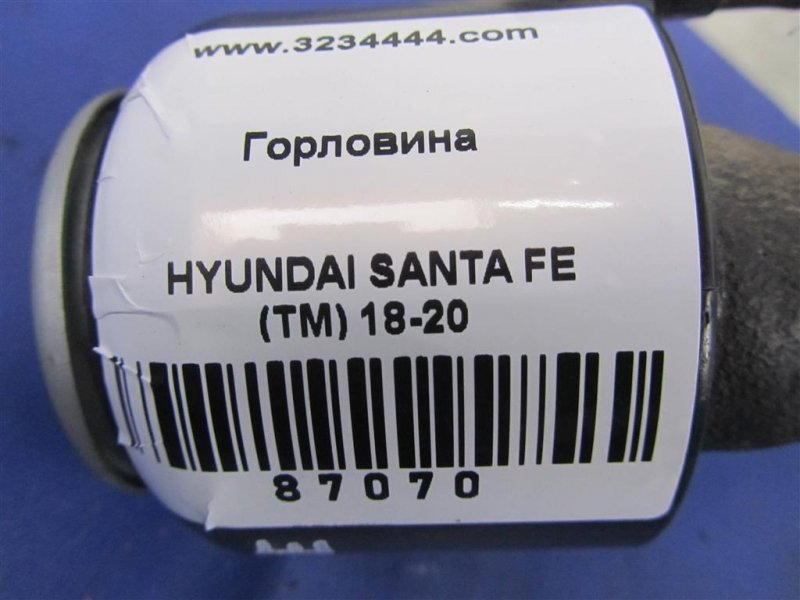 www.3234444.com
Горловина
HYUNDAI SANTA FE
(TM) 18-20
87070